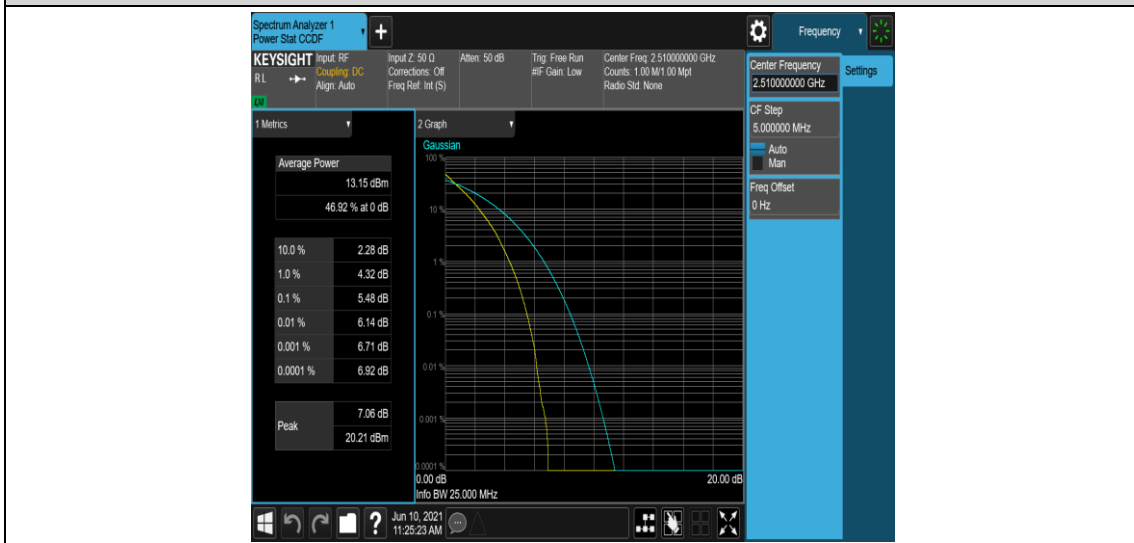 Spectrum Analyzer 1
Power Stat CCDF
+
Frequency
KEYSIGHT
RL
Input: RF
Coupling: DC
Align: Auto
Input Z: 50 Ω
Corrections: Off
Freq Ref: Int (S)
Atten: 50 dB
Trig: Free Run
#IF Gain: Low
Center Freq: 2.510000000 GHz
Counts: 1.00 M/1.00 Mpt
Radio Std: None
Center Frequency
2.510000000 GHz
Settings
CF Step
5.000000 MHz
Auto
Man
Freq Offset
0 Hz
1 Metrics
Average Power
13.15 dBm
46.92 % at 0 dB
10.0 % 2.28 dB
1.0 % 4.32 dB
0.1 % 5.48 dB
0.01 % 6.14 dB
0.001 % 6.71 dB
0.0001 % 6.92 dB
Peak
7.06 dB
20.21 dBm
2 Graph
Gaussian
100 %
10 %
1 %
0.1 %
0.01 %
0.001 %
0.0001 %
0.00 dB 20.00 dB
Info BW 25.000 MHz
?
Jun 10, 2021
11:25:23 AM